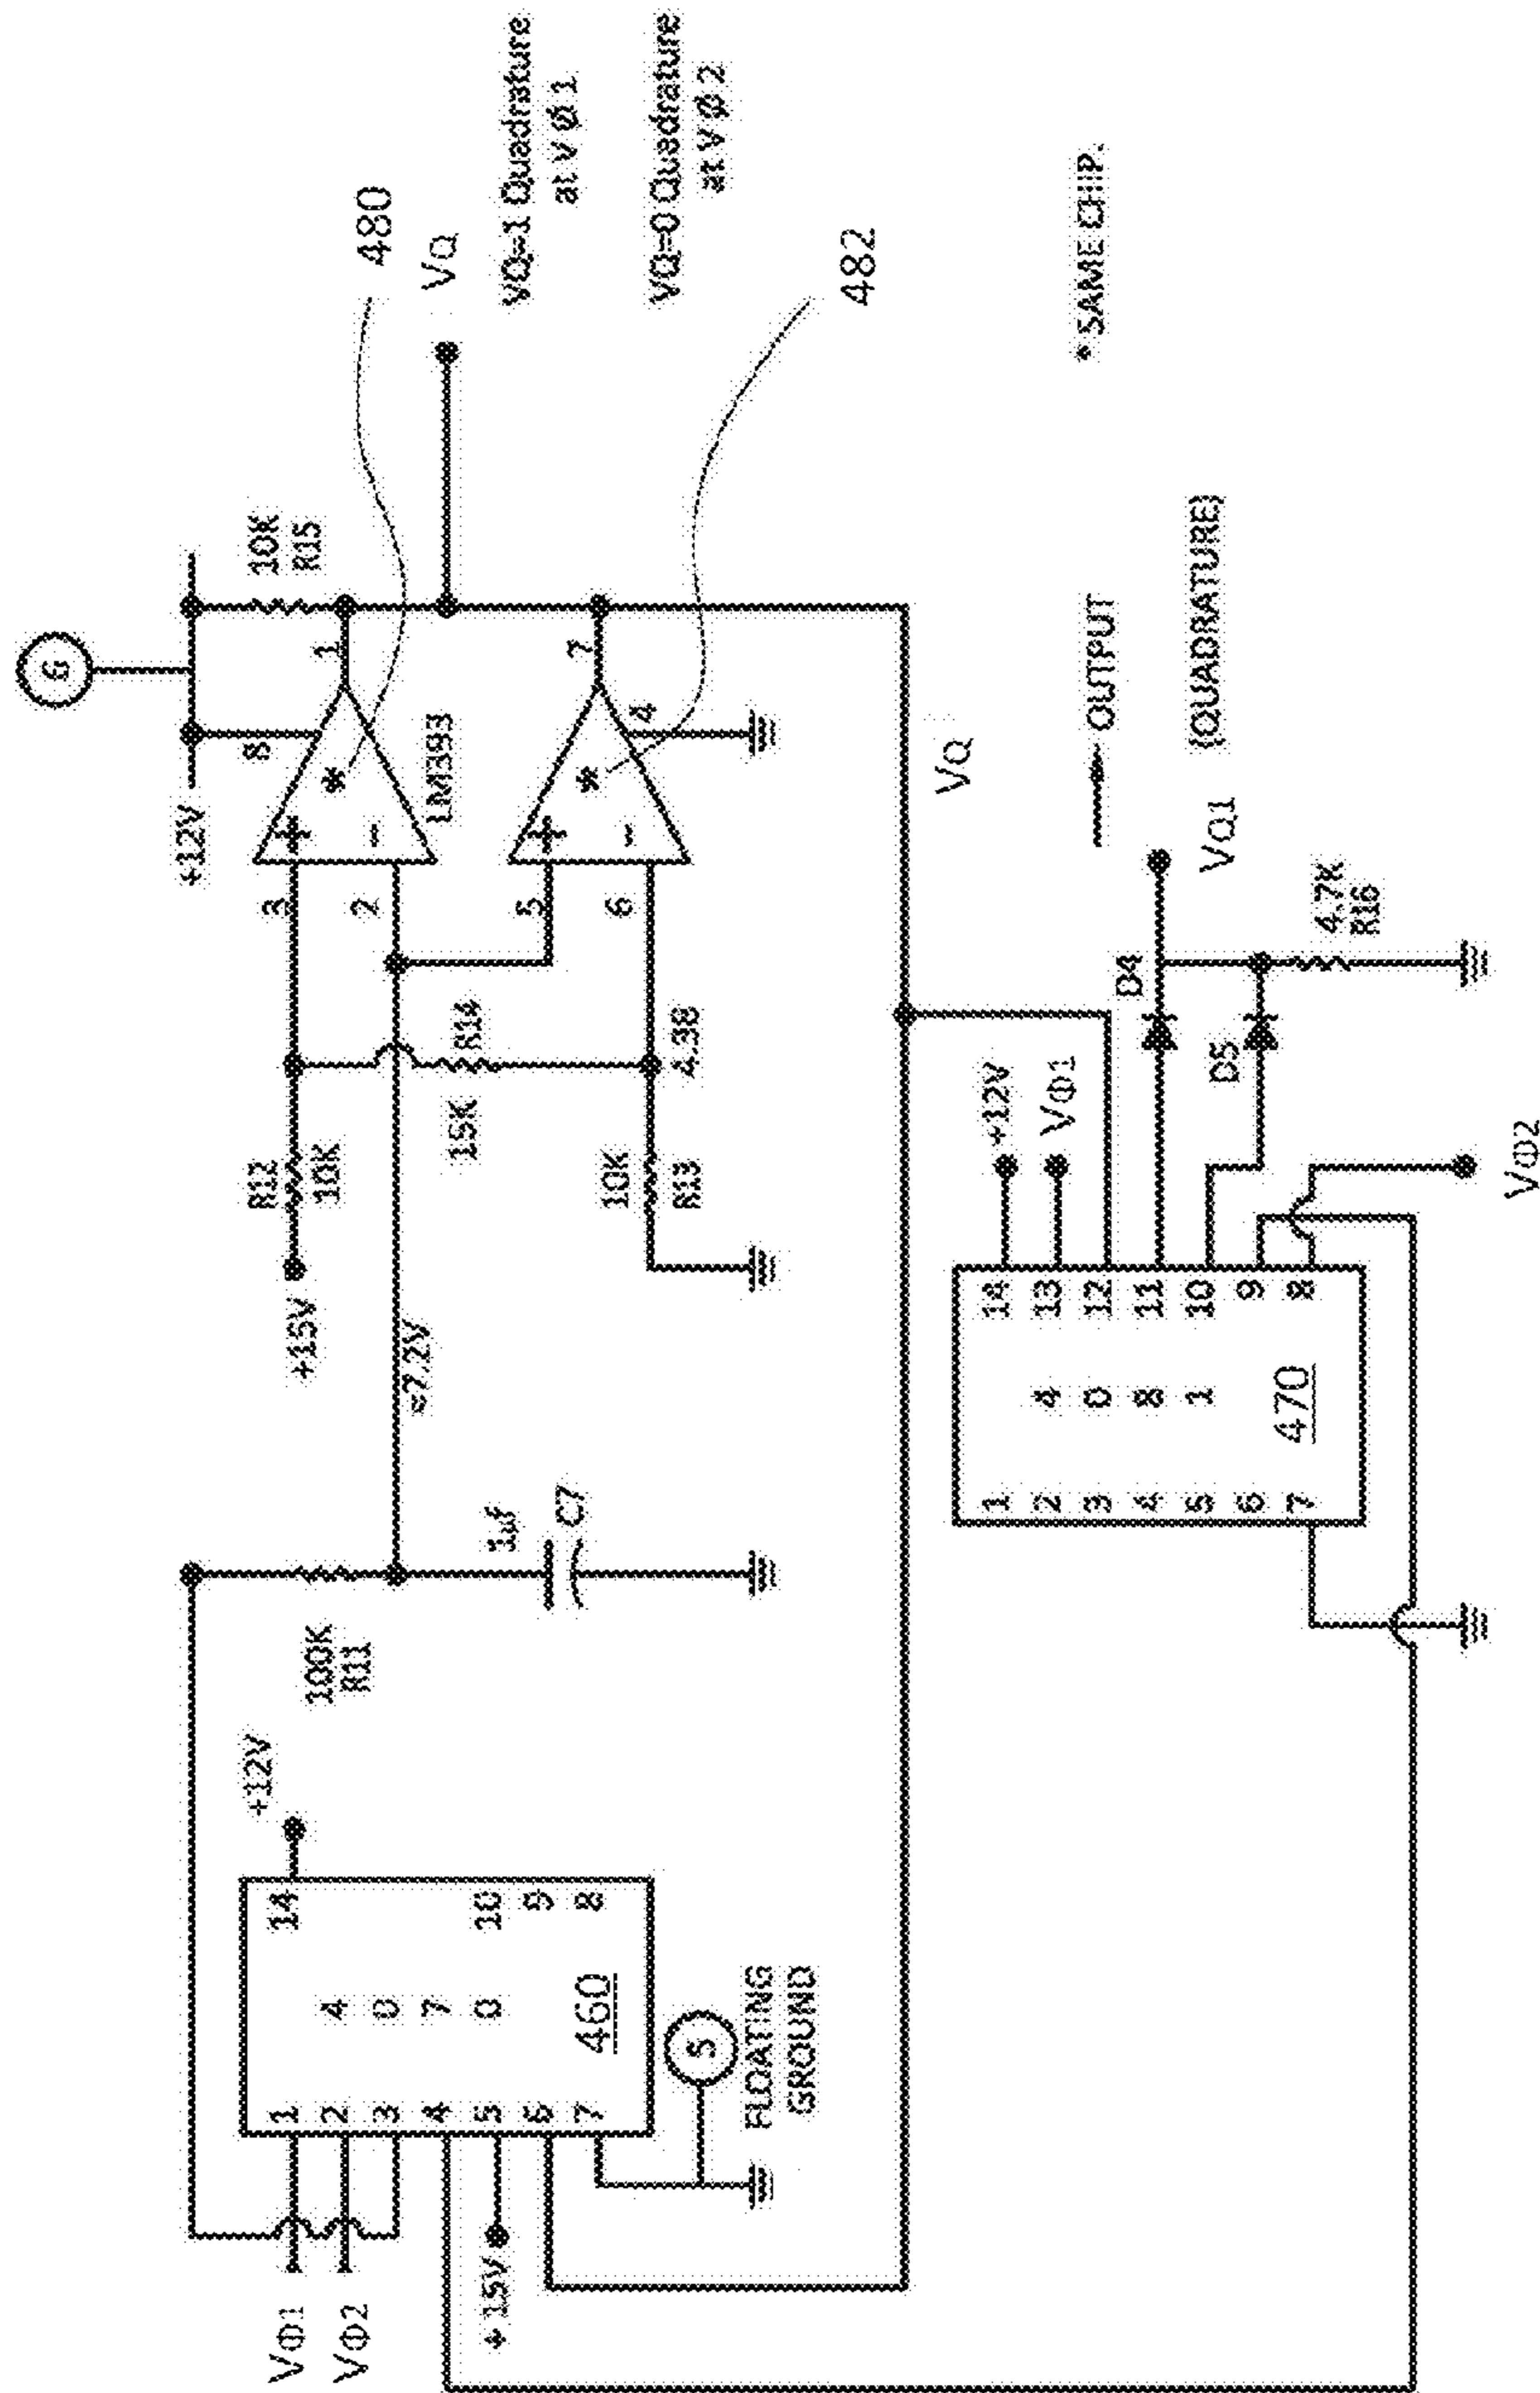 6
+12V
8
3
2
1
*
LM393
10K
R15
480
VQ
VQ=1 Quadrature
at V Ø 1
VQ=0 Quadrature
at V Ø 2
482
5
6
7
4
*
R12
10K
+15V
R14
15K
4.38
10K
R13
≈7.2V
100K
R11
1µf
C7
+12V
14
10
9
8
4
0
7
0
460
1
2
3
4
5
6
7
VΦ1
VΦ2
+ 15V
5
FLOATING
GROUND
VQ
* SAME CHIP.
OUTPUT
(QUADRATURE)
VQ1
D4
D5
4.7K
R16
+12V
VΦ1
VΦ2
14
13
12
11
10
9
8
4
0
8
1
470
1
2
3
4
5
6
7